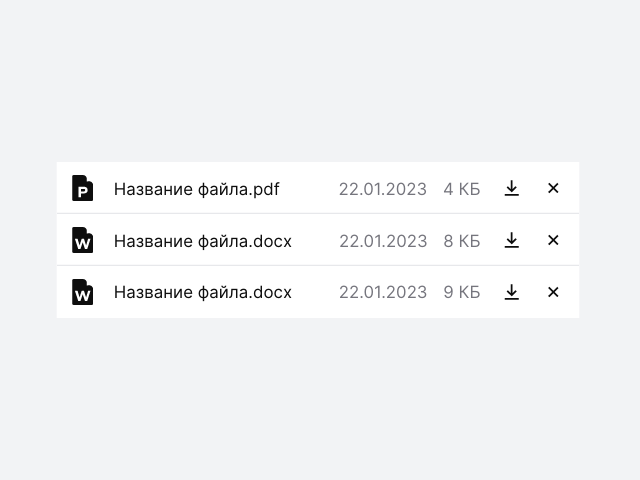 P Название файла.pdf 22.01.2023 4 КБ
W Название файла.docx 22.01.2023 8 КБ
W Название файла.docx 22.01.2023 9 КБ